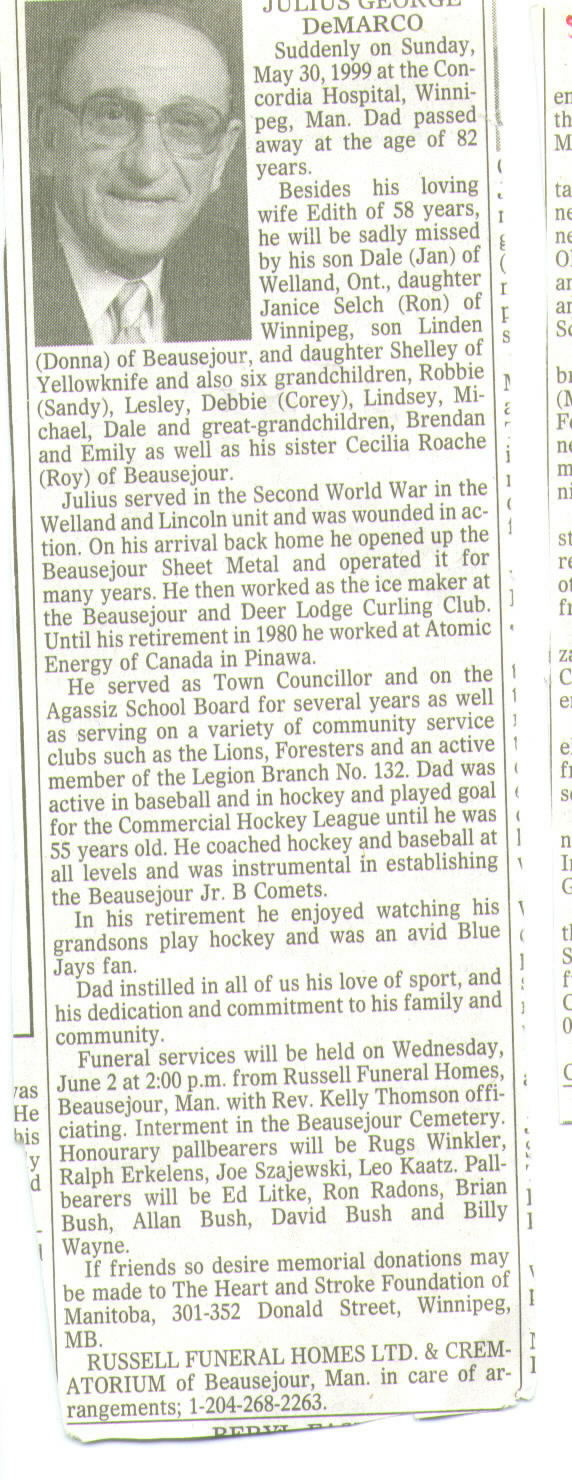 JULIUS GEORGE
DeMARCO
Suddenly on Sunday,
May 30, 1999 at the Con-
cordia Hospital, Winni-
peg, Man. Dad passed
away at the age of 82
years.
Besides his loving
wife Edith of 58 years,
he will be sadly missed
by his son Dale (Jan) of
Welland, Ont., daughter
Janice Selch (Ron) of
Winnipeg, son Linden
(Donna) of Beausejour, and daughter Shelley of
Yellowknife and also six grandchildren, Robbie
(Sandy), Lesley, Debbie (Corey), Lindsey, Mi-
chael, Dale and great-grandchildren, Brendan
and Emily as well as his sister Cecilia Roache
(Roy) of Beausejour.
Julius served in the Second World War in the
Welland and Lincoln unit and was wounded in ac-
tion. On his arrival back home he opened up the
Beausejour Sheet Metal and operated it for
many years. He then worked as the ice maker at
the Beausejour and Deer Lodge Curling Club.
Until his retirement in 1980 he worked at Atomic
Energy of Canada in Pinawa.
He served as Town Councillor and on the
Agassiz School Board for several years as well
as serving on a variety of community service
clubs such as the Lions, Foresters and an active
member of the Legion Branch No. 132. Dad was
active in baseball and in hockey and played goal
for the Commercial Hockey League until he was
55 years old. He coached hockey and baseball at
all levels and was instrumental in establishing
the Beausejour Jr. B Comets.
In his retirement he enjoyed watching his
grandsons play hockey and was an avid Blue
Jays fan.
Dad instilled in all of us his love of sport, and
his dedication and commitment to his family and
community.
Funeral services will be held on Wednesday,
June 2 at 2:00 p.m. from Russell Funeral Homes,
Beausejour, Man. with Rev. Kelly Thomson offi-
ciating. Interment in the Beausejour Cemetery.
Honourary pallbearers will be Rugs Winkler,
Ralph Erkelens, Joe Szajewski, Leo Kaatz. Pall-
bearers will be Ed Litke, Ron Radons, Brian
Bush, Allan Bush, David Bush and Billy
Wayne.
If friends so desire memorial donations may
be made to The Heart and Stroke Foundation of
Manitoba, 301-352 Donald Street, Winnipeg,
MB.
RUSSELL FUNERAL HOMES LTD. & CREM-
ATORIUM of Beausejour, Man. in care of ar-
rangements; 1-204-268-2263.